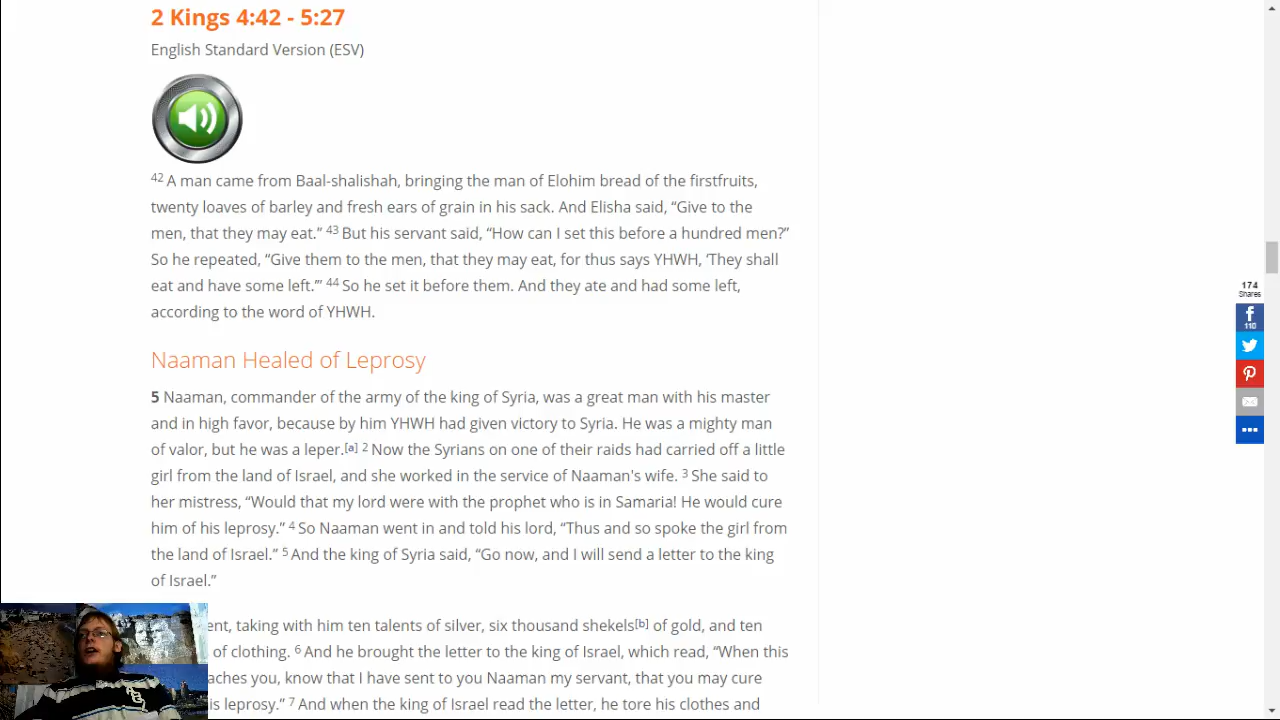 2 Kings 4:42 - 5:27
English Standard Version (ESV)
42 A man came from Baal-shalishah, bringing the man of Elohim bread of the firstfruits,
twenty loaves of barley and fresh ears of grain in his sack. And Elisha said, “Give to the
men, that they may eat.” 43 But his servant said, “How can I set this before a hundred men?”
So he repeated, “Give them to the men, that they may eat, for thus says YHWH, ‘They shall
eat and have some left.’” 44 So he set it before them. And they ate and had some left,
according to the word of YHWH.
Naaman Healed of Leprosy
5 Naaman, commander of the army of the king of Syria, was a great man with his master
and in high favor, because by him YHWH had given victory to Syria. He was a mighty man
of valor, but he was a leper.[a] 2 Now the Syrians on one of their raids had carried off a little
girl from the land of Israel, and she worked in the service of Naaman's wife. 3 She said to
her mistress, “Would that my lord were with the prophet who is in Samaria! He would cure
him of his leprosy.” 4 So Naaman went in and told his lord, “Thus and so spoke the girl from
the land of Israel.” 5 And the king of Syria said, “Go now, and I will send a letter to the king
of Israel.”
ent, taking with him ten talents of silver, six thousand shekels[b] of gold, and ten
of clothing. 6 And he brought the letter to the king of Israel, which read, “When this
aches you, know that I have sent to you Naaman my servant, that you may cure
is leprosy.” 7 And when the king of Israel read the letter, he tore his clothes and
174
Shares
110